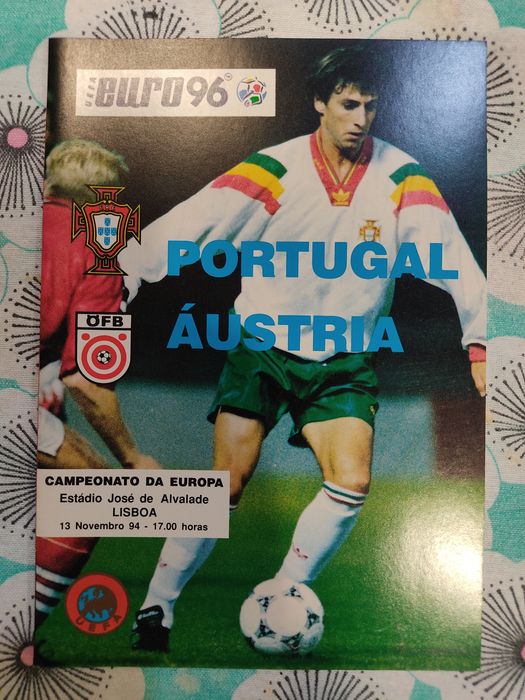 UEFA euro96
PORTUGAL
ÁUSTRIA
ÖFB
CAMPEONATO DA EUROPA
Estádio José de Alvalade
LISBOA
13 Novembro 94 - 17.00 horas
UEFA